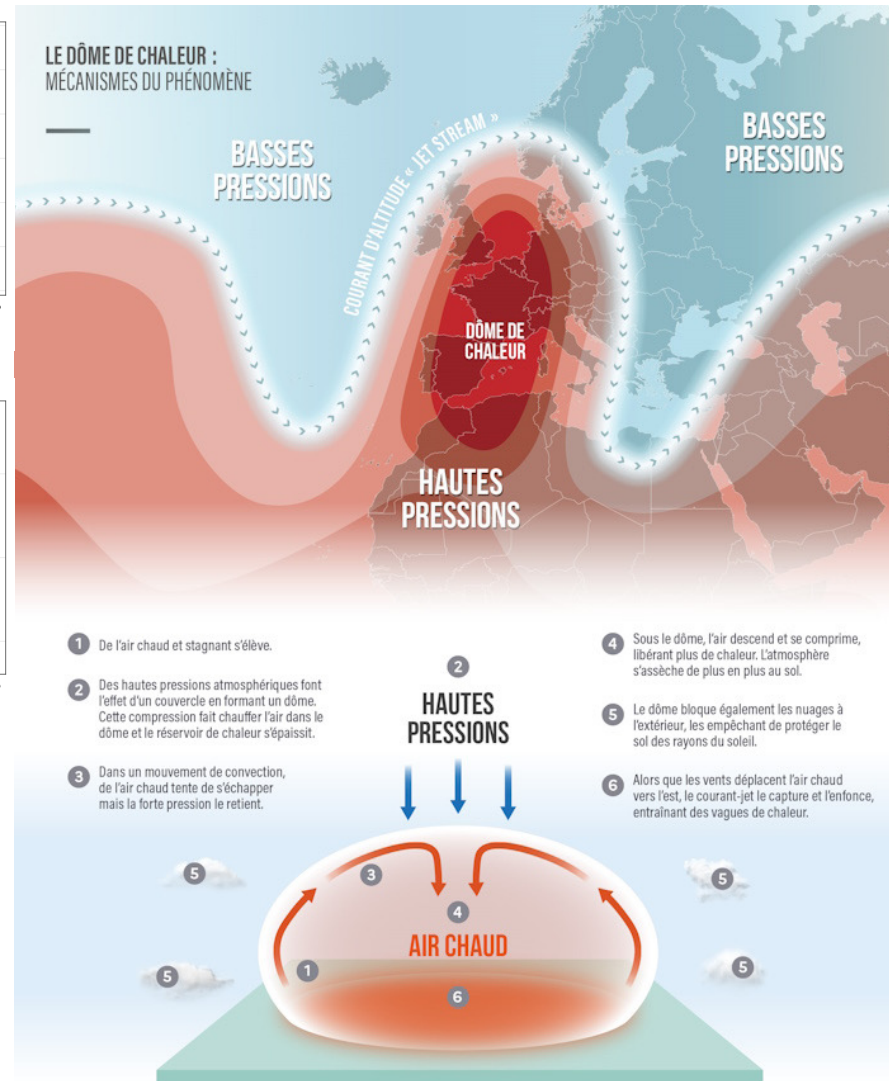 LE DÔME DE CHALEUR :
MÉCANISMES DU PHÉNOMÈNE
BASSES
PRESSIONS
COURANT D'ALTITUDE « JET STREAM »
BASSES
PRESSIONS
DÔME DE
CHALEUR
HAUTES
PRESSIONS
1 De l'air chaud et stagnant s'élève.
2 Des hautes pressions atmosphériques font
l'effet d'un couvercle en formant un dôme.
Cette compression fait chauffer l'air dans le
dôme et le réservoir de chaleur s'épaissit.
3 Dans un mouvement de convection,
de l'air chaud tente de s'échapper
mais la forte pression le retient.
2
HAUTES
PRESSIONS
4 Sous le dôme, l'air descend et se comprime,
libérant plus de chaleur. L'atmosphère
s'assèche de plus en plus au sol.
5 Le dôme bloque également les nuages à
l'extérieur, les empêchant de protéger le
sol des rayons du soleil.
6 Alors que les vents déplacent l'air chaud
vers l'est, le courant-jet le capture et l'enfonce,
entraînant des vagues de chaleur.
5
3
5
4
AIR CHAUD
5
1
6
5